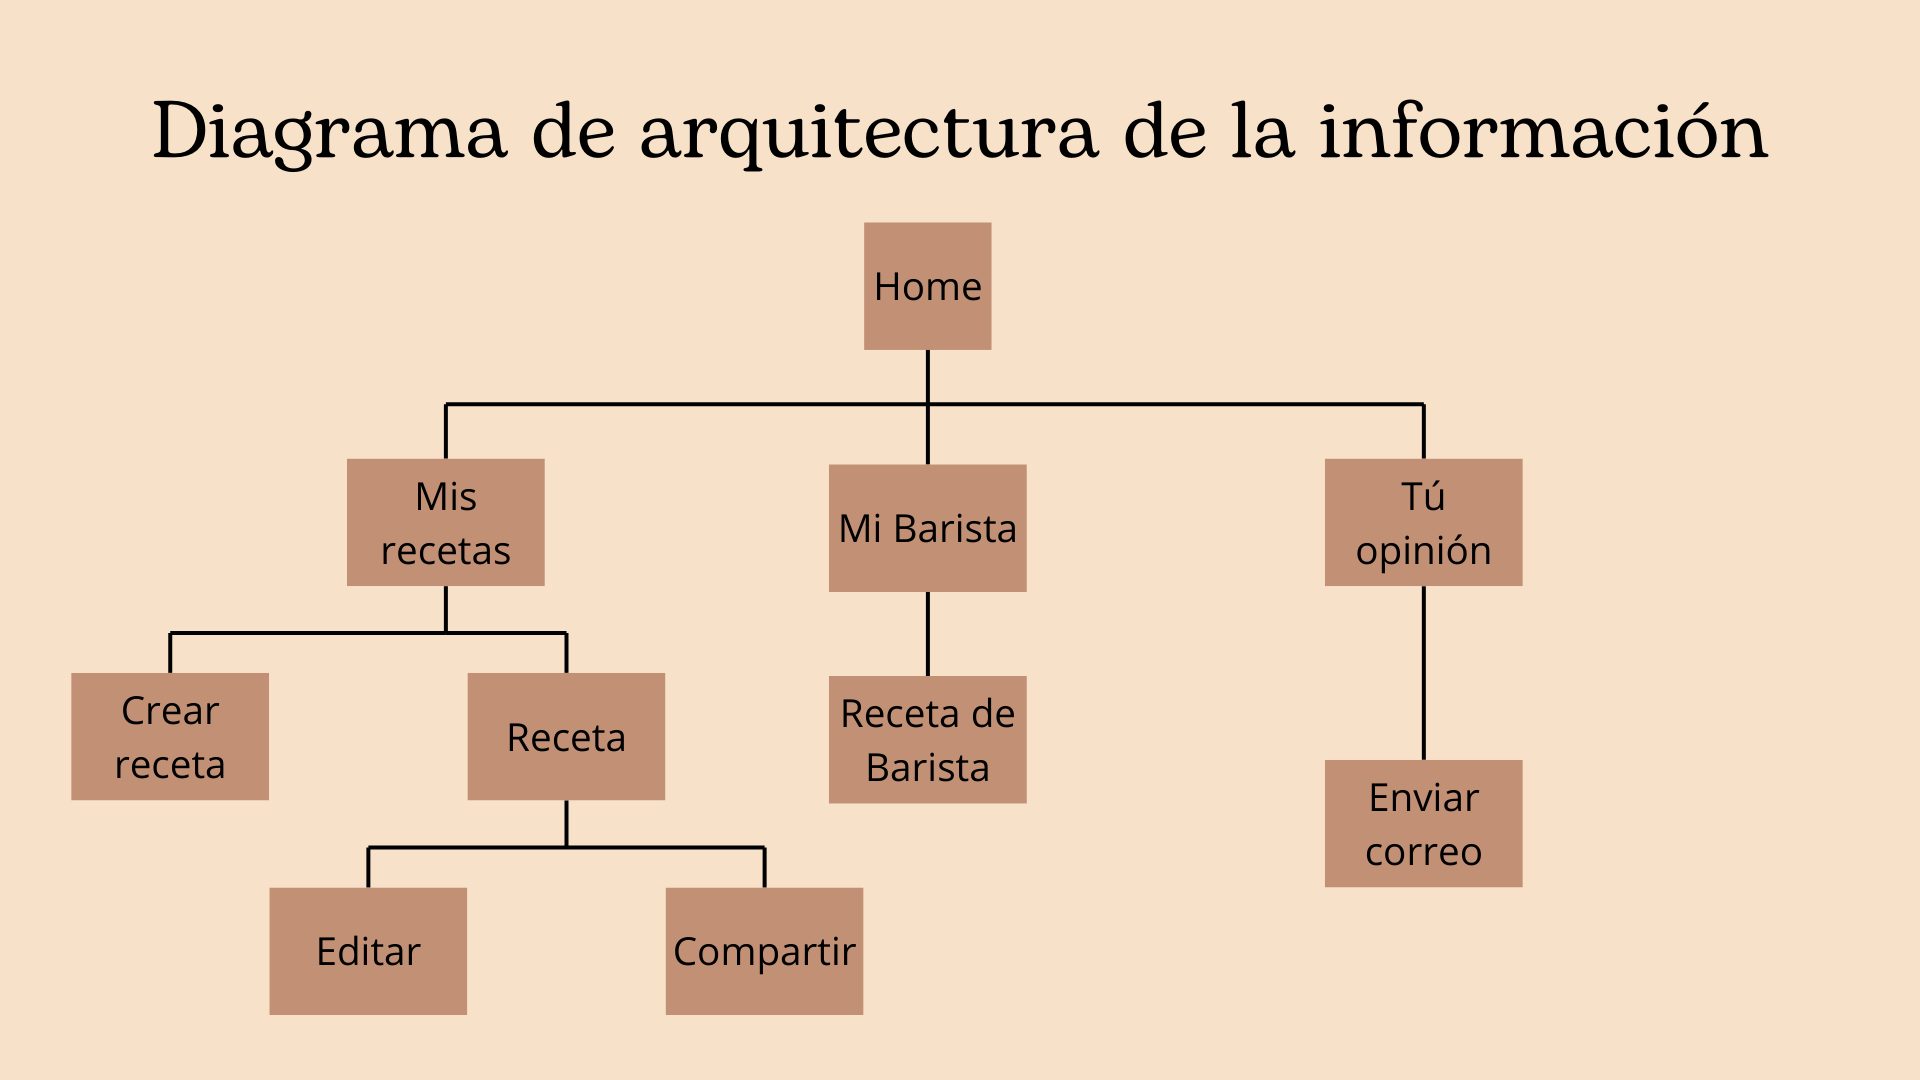 Diagrama de arquitectura de la información
Home
Mis
recetas
Mi Barista
Tú
opinión
Crear
receta
Receta
Receta de
Barista
Enviar
correo
Editar
Compartir